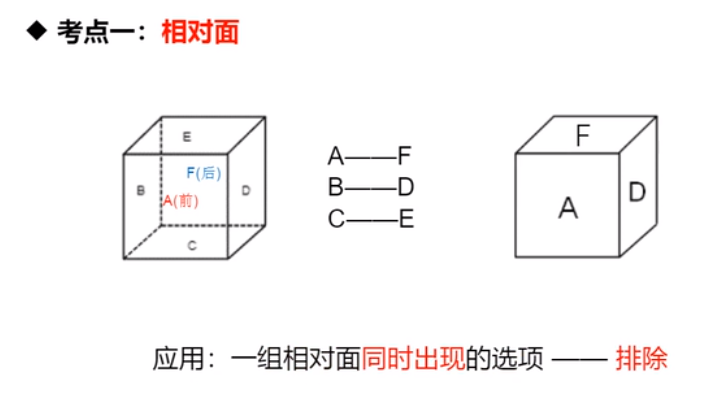 ◆ 考点一：相对面
E
F(后)
B
A(前)
D
C
A——F
B——D
C——E
F
A
D
应用：一组相对面同时出现的选项 —— 排除